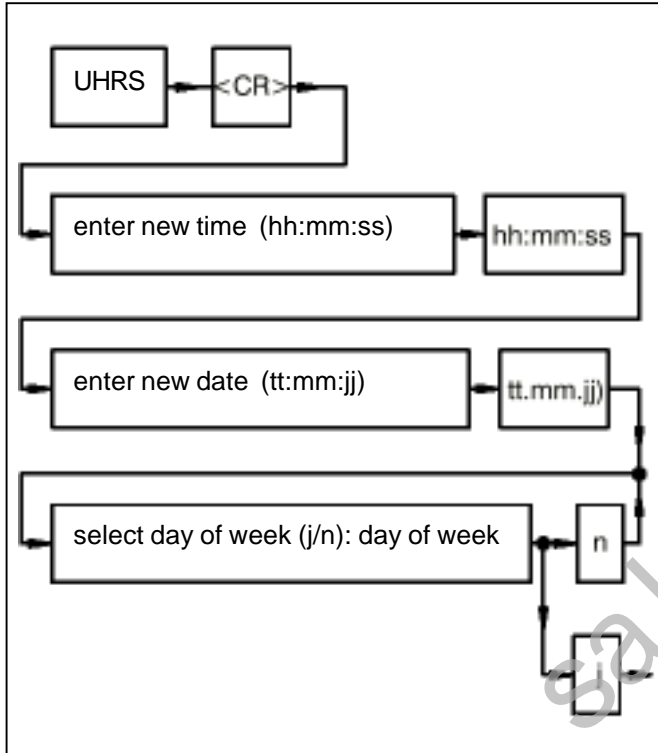 UHRS <CR>
enter new time (hh:mm:ss) hh:mm:ss
enter new date (tt:mm:jj) tt.mm.jj)
select day of week (j/n): day of week n
j